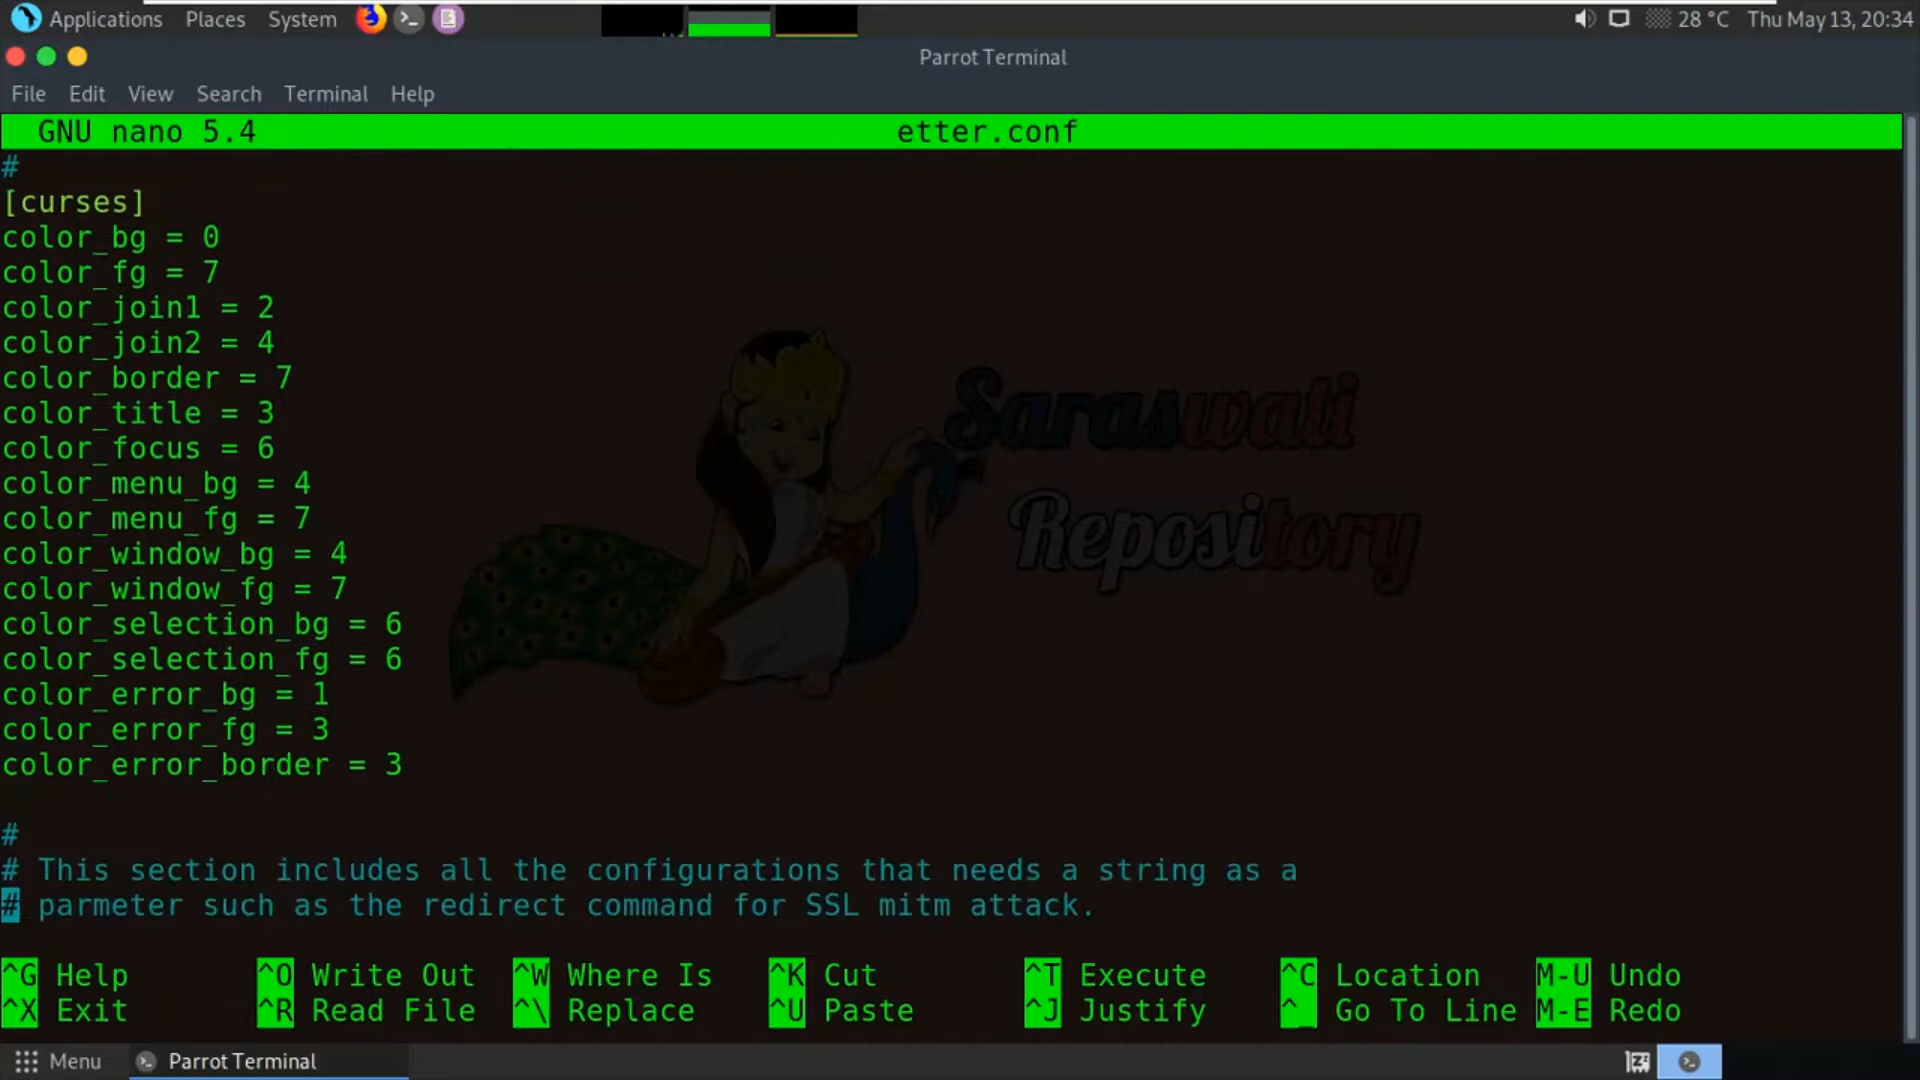 Applications Places System 28 °C Thu May 13, 20:34
Parrot Terminal
File Edit View Search Terminal Help
GNU nano 5.4 etter.conf
#
[curses]
color_bg = 0
color_fg = 7
color_join1 = 2
color_join2 = 4
color_border = 7
color_title = 3
color_focus = 6
color_menu_bg = 4
color_menu_fg = 7
color_window_bg = 4
color_window_fg = 7
color_selection_bg = 6
color_selection_fg = 6
color_error_bg = 1
color_error_fg = 3
color_error_border = 3
Saraswati
Repository
#
# This section includes all the configurations that needs a string as a
# parmeter such as the redirect command for SSL mitm attack.
^G Help ^O Write Out ^W Where Is ^K Cut ^T Execute ^C Location M-U Undo
^X Exit ^R Read File ^\ Replace ^U Paste ^J Justify ^_ Go To Line M-E Redo
Menu Parrot Terminal